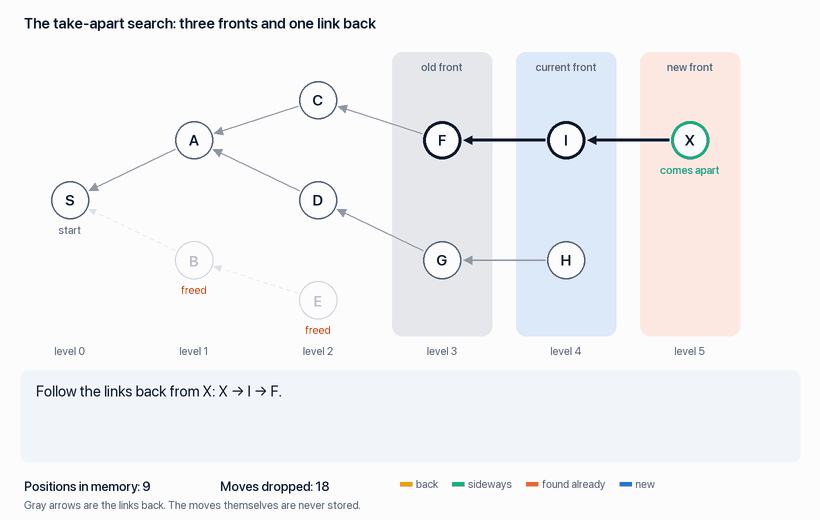 The take-apart search: three fronts and one link back
old front
current front
new front
C
A
F
I
X
comes apart
S
start
D
B
freed
G
H
E
freed
level 0
level 1
level 2
level 3
level 4
level 5
Follow the links back from X: X → I → F.
Positions in memory: 9
Moves dropped: 18
back
sideways
found already
new
Gray arrows are the links back. The moves themselves are never stored.